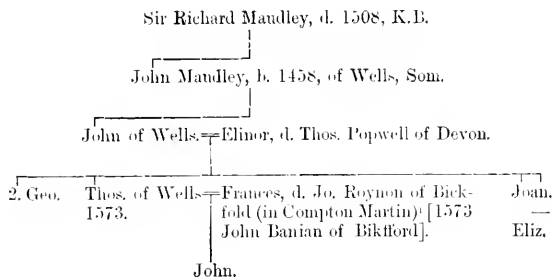 Sir Richard Maudley, d. 1508, K.B.
John Maudley, b. 1458, of Wells, Som.
John of Wells.=Elinor, d. Thos. Popwell of Devon.
2. Geo. Thos. of Wells=Frances, d. Jo. Roynon of Bick- Joan.
1573. fold (in Compton Martin) [1573
John Banian of Biktford]. Eliz.
John.